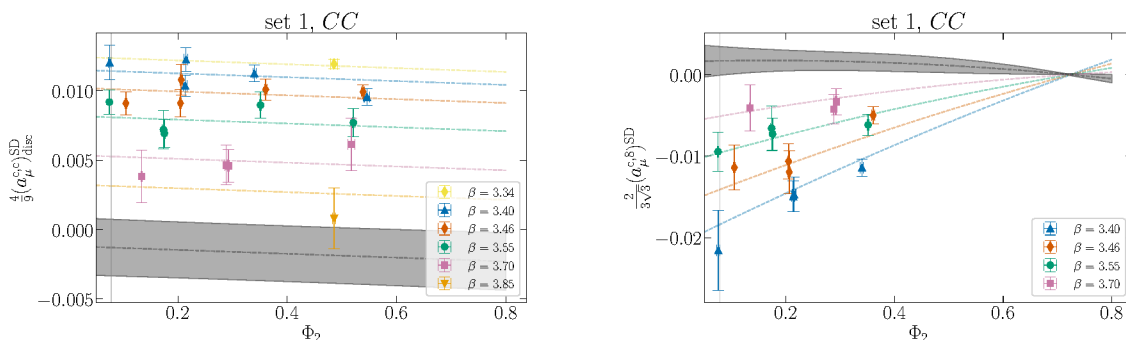 set 1, CC
4/9 (a_μ^{c,c})^{SD}_{disc}
0.010
0.005
0.000
−0.005
0.2 0.4 0.6 0.8
Φ₂
β = 3.34
β = 3.40
β = 3.46
β = 3.55
β = 3.70
β = 3.85
set 1, CC
2/(3√3) (a_μ^{c,8})^{SD}
0.00
−0.01
−0.02
0.2 0.4 0.6 0.8
Φ₂
β = 3.40
β = 3.46
β = 3.55
β = 3.70